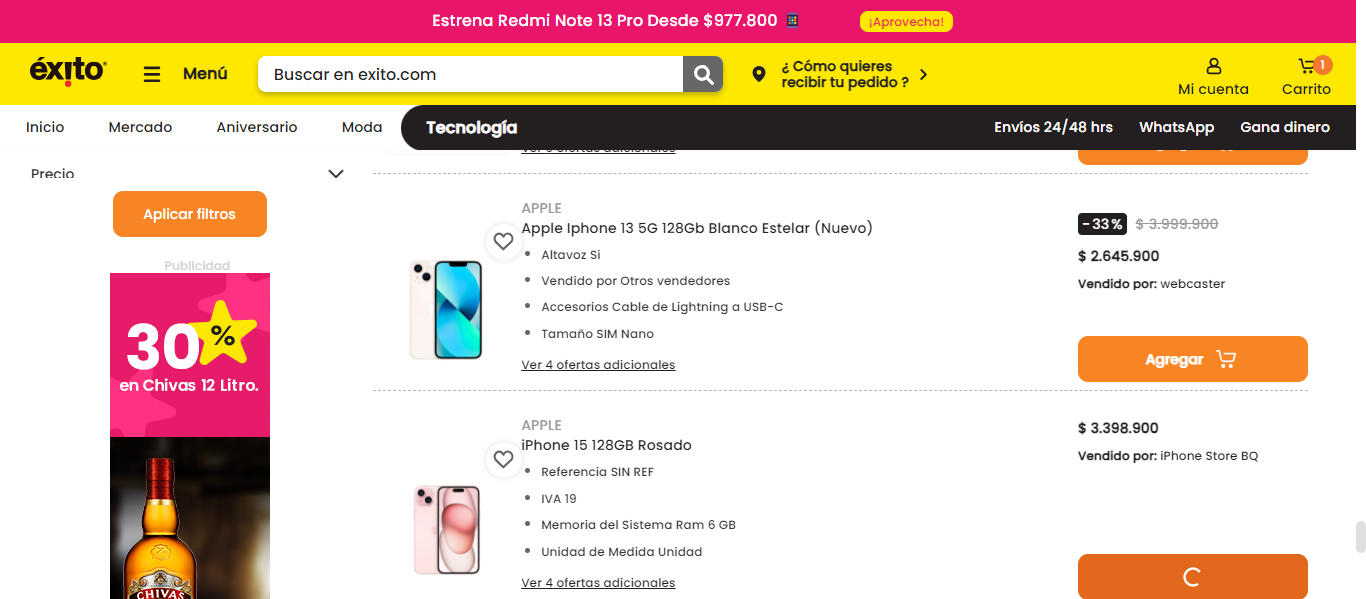 Estrena Redmi Note 13 Pro Desde $977.800
¡Aprovecha!
éxito
Menú
Buscar en exito.com
¿ Cómo quieres
recibir tu pedido ?
Mi cuenta
1
Carrito
Inicio
Mercado
Aniversario
Moda
Tecnología
Envíos 24/48 hrs
WhatsApp
Gana dinero
Precio
Aplicar filtros
Publicidad
30%
en Chivas 12 Litro.
CHIVAS
Ver 6 ofertas adicionales
APPLE
Apple Iphone 13 5G 128Gb Blanco Estelar (Nuevo)
Altavoz Si
Vendido por Otros vendedores
Accesorios Cable de Lightning a USB-C
Tamaño SIM Nano
Ver 4 ofertas adicionales
-33%
$ 3.999.900
$ 2.645.900
Vendido por: webcaster
Agregar
APPLE
iPhone 15 128GB Rosado
Referencia SIN REF
IVA 19
Memoria del Sistema Ram 6 GB
Unidad de Medida Unidad
Ver 4 ofertas adicionales
$ 3.398.900
Vendido por: iPhone Store BQ